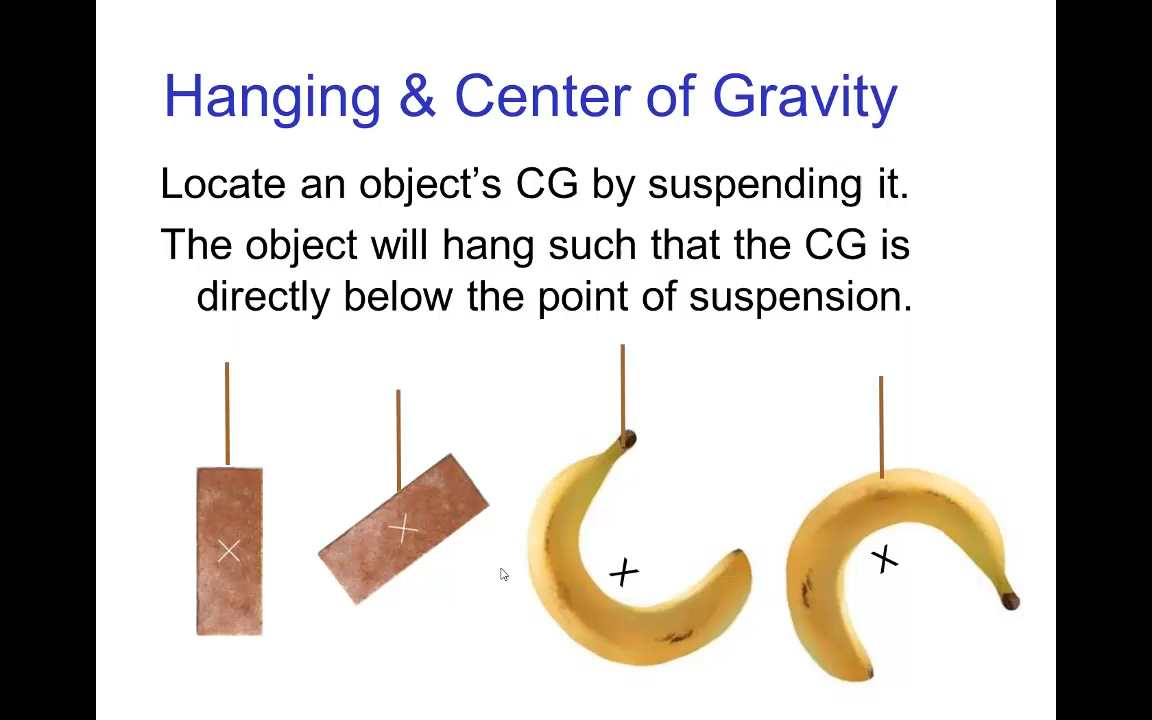 Hanging & Center of Gravity
Locate an object’s CG by suspending it.
The object will hang such that the CG is
directly below the point of suspension.